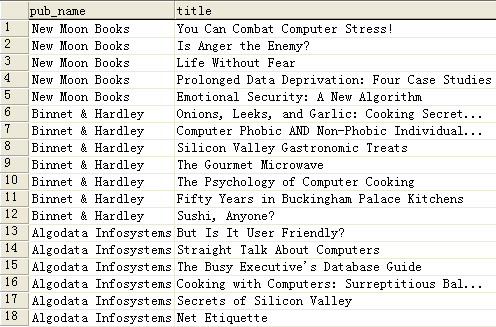 pub_name title
1 New Moon Books You Can Combat Computer Stress!
2 New Moon Books Is Anger the Enemy?
3 New Moon Books Life Without Fear
4 New Moon Books Prolonged Data Deprivation: Four Case Studies
5 New Moon Books Emotional Security: A New Algorithm
6 Binnet & Hardley Onions, Leeks, and Garlic: Cooking Secret...
7 Binnet & Hardley Computer Phobic AND Non-Phobic Individual...
8 Binnet & Hardley Silicon Valley Gastronomic Treats
9 Binnet & Hardley The Gourmet Microwave
10 Binnet & Hardley The Psychology of Computer Cooking
11 Binnet & Hardley Fifty Years in Buckingham Palace Kitchens
12 Binnet & Hardley Sushi, Anyone?
13 Algodata Infosystems But Is It User Friendly?
14 Algodata Infosystems Straight Talk About Computers
15 Algodata Infosystems The Busy Executive's Database Guide
16 Algodata Infosystems Cooking with Computers: Surreptitious Bal...
17 Algodata Infosystems Secrets of Silicon Valley
18 Algodata Infosystems Net Etiquette